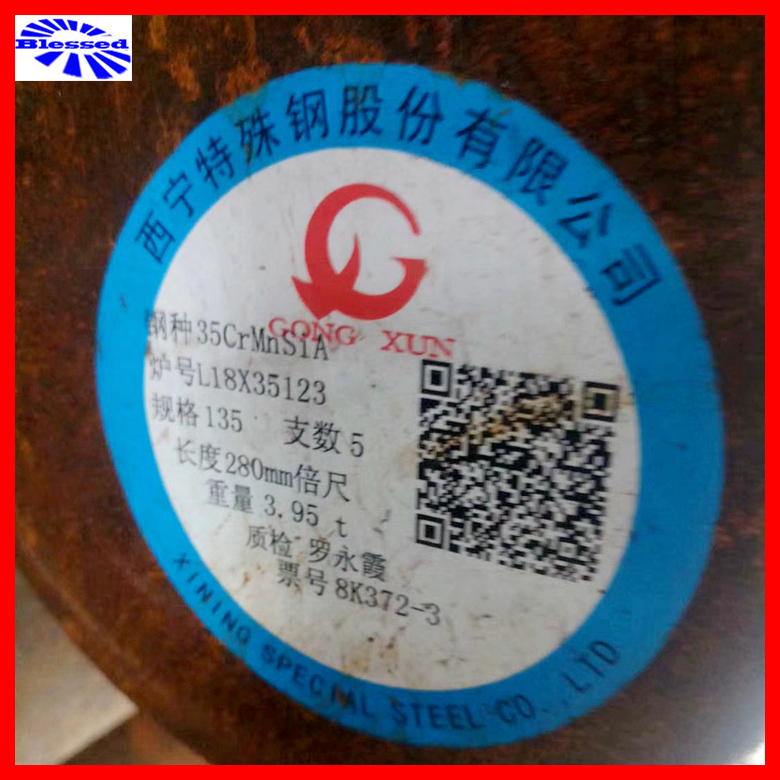 Blessed
西宁特殊钢股份有限公司
GONG XUN
钢种35CrMnSiA
炉号L18X35123
规格135 支数5
长度280mm倍尺
重量3.95 t
质检 罗永霞
票号8K372-3
XINING SPECIAL STEEL CO.,LTD